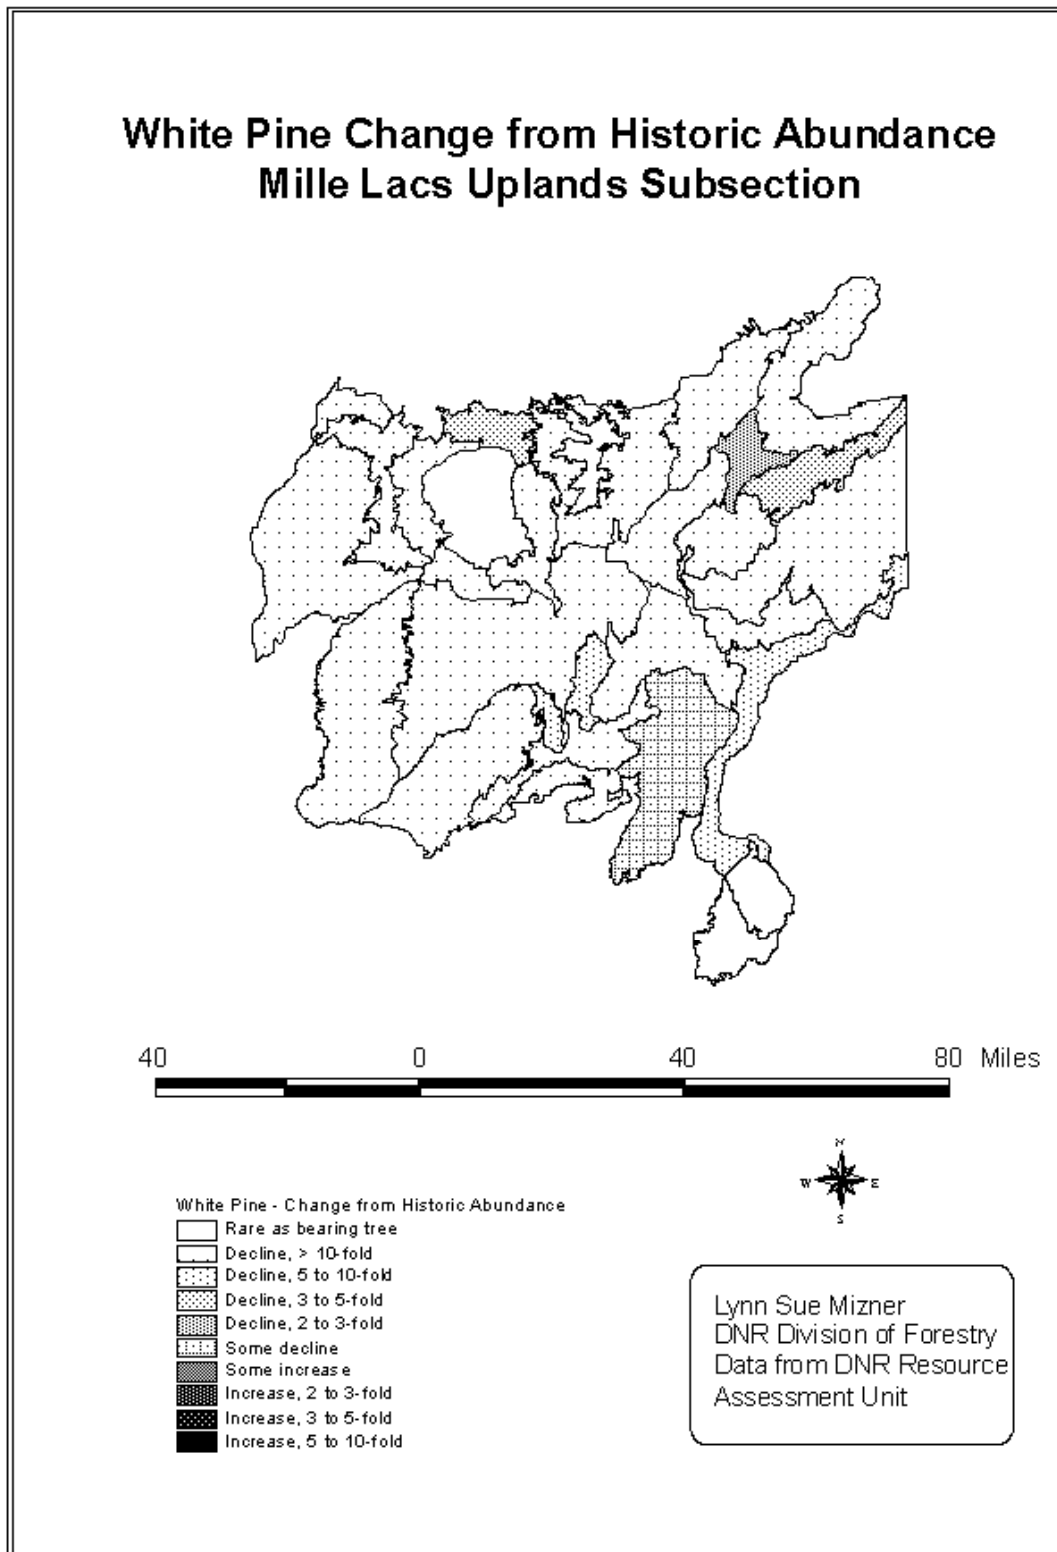 White Pine Change from Historic Abundance
Mille Lacs Uplands Subsection
40 0 40 80 Miles
N
W E
S
White Pine - Change from Historic Abundance
Rare as bearing tree
Decline, > 10-fold
Decline, 5 to 10-fold
Decline, 3 to 5-fold
Decline, 2 to 3-fold
Some decline
Some increase
Increase, 2 to 3-fold
Increase, 3 to 5-fold
Increase, 5 to 10-fold
Lynn Sue Mizner
DNR Division of Forestry
Data from DNR Resource
Assessment Unit